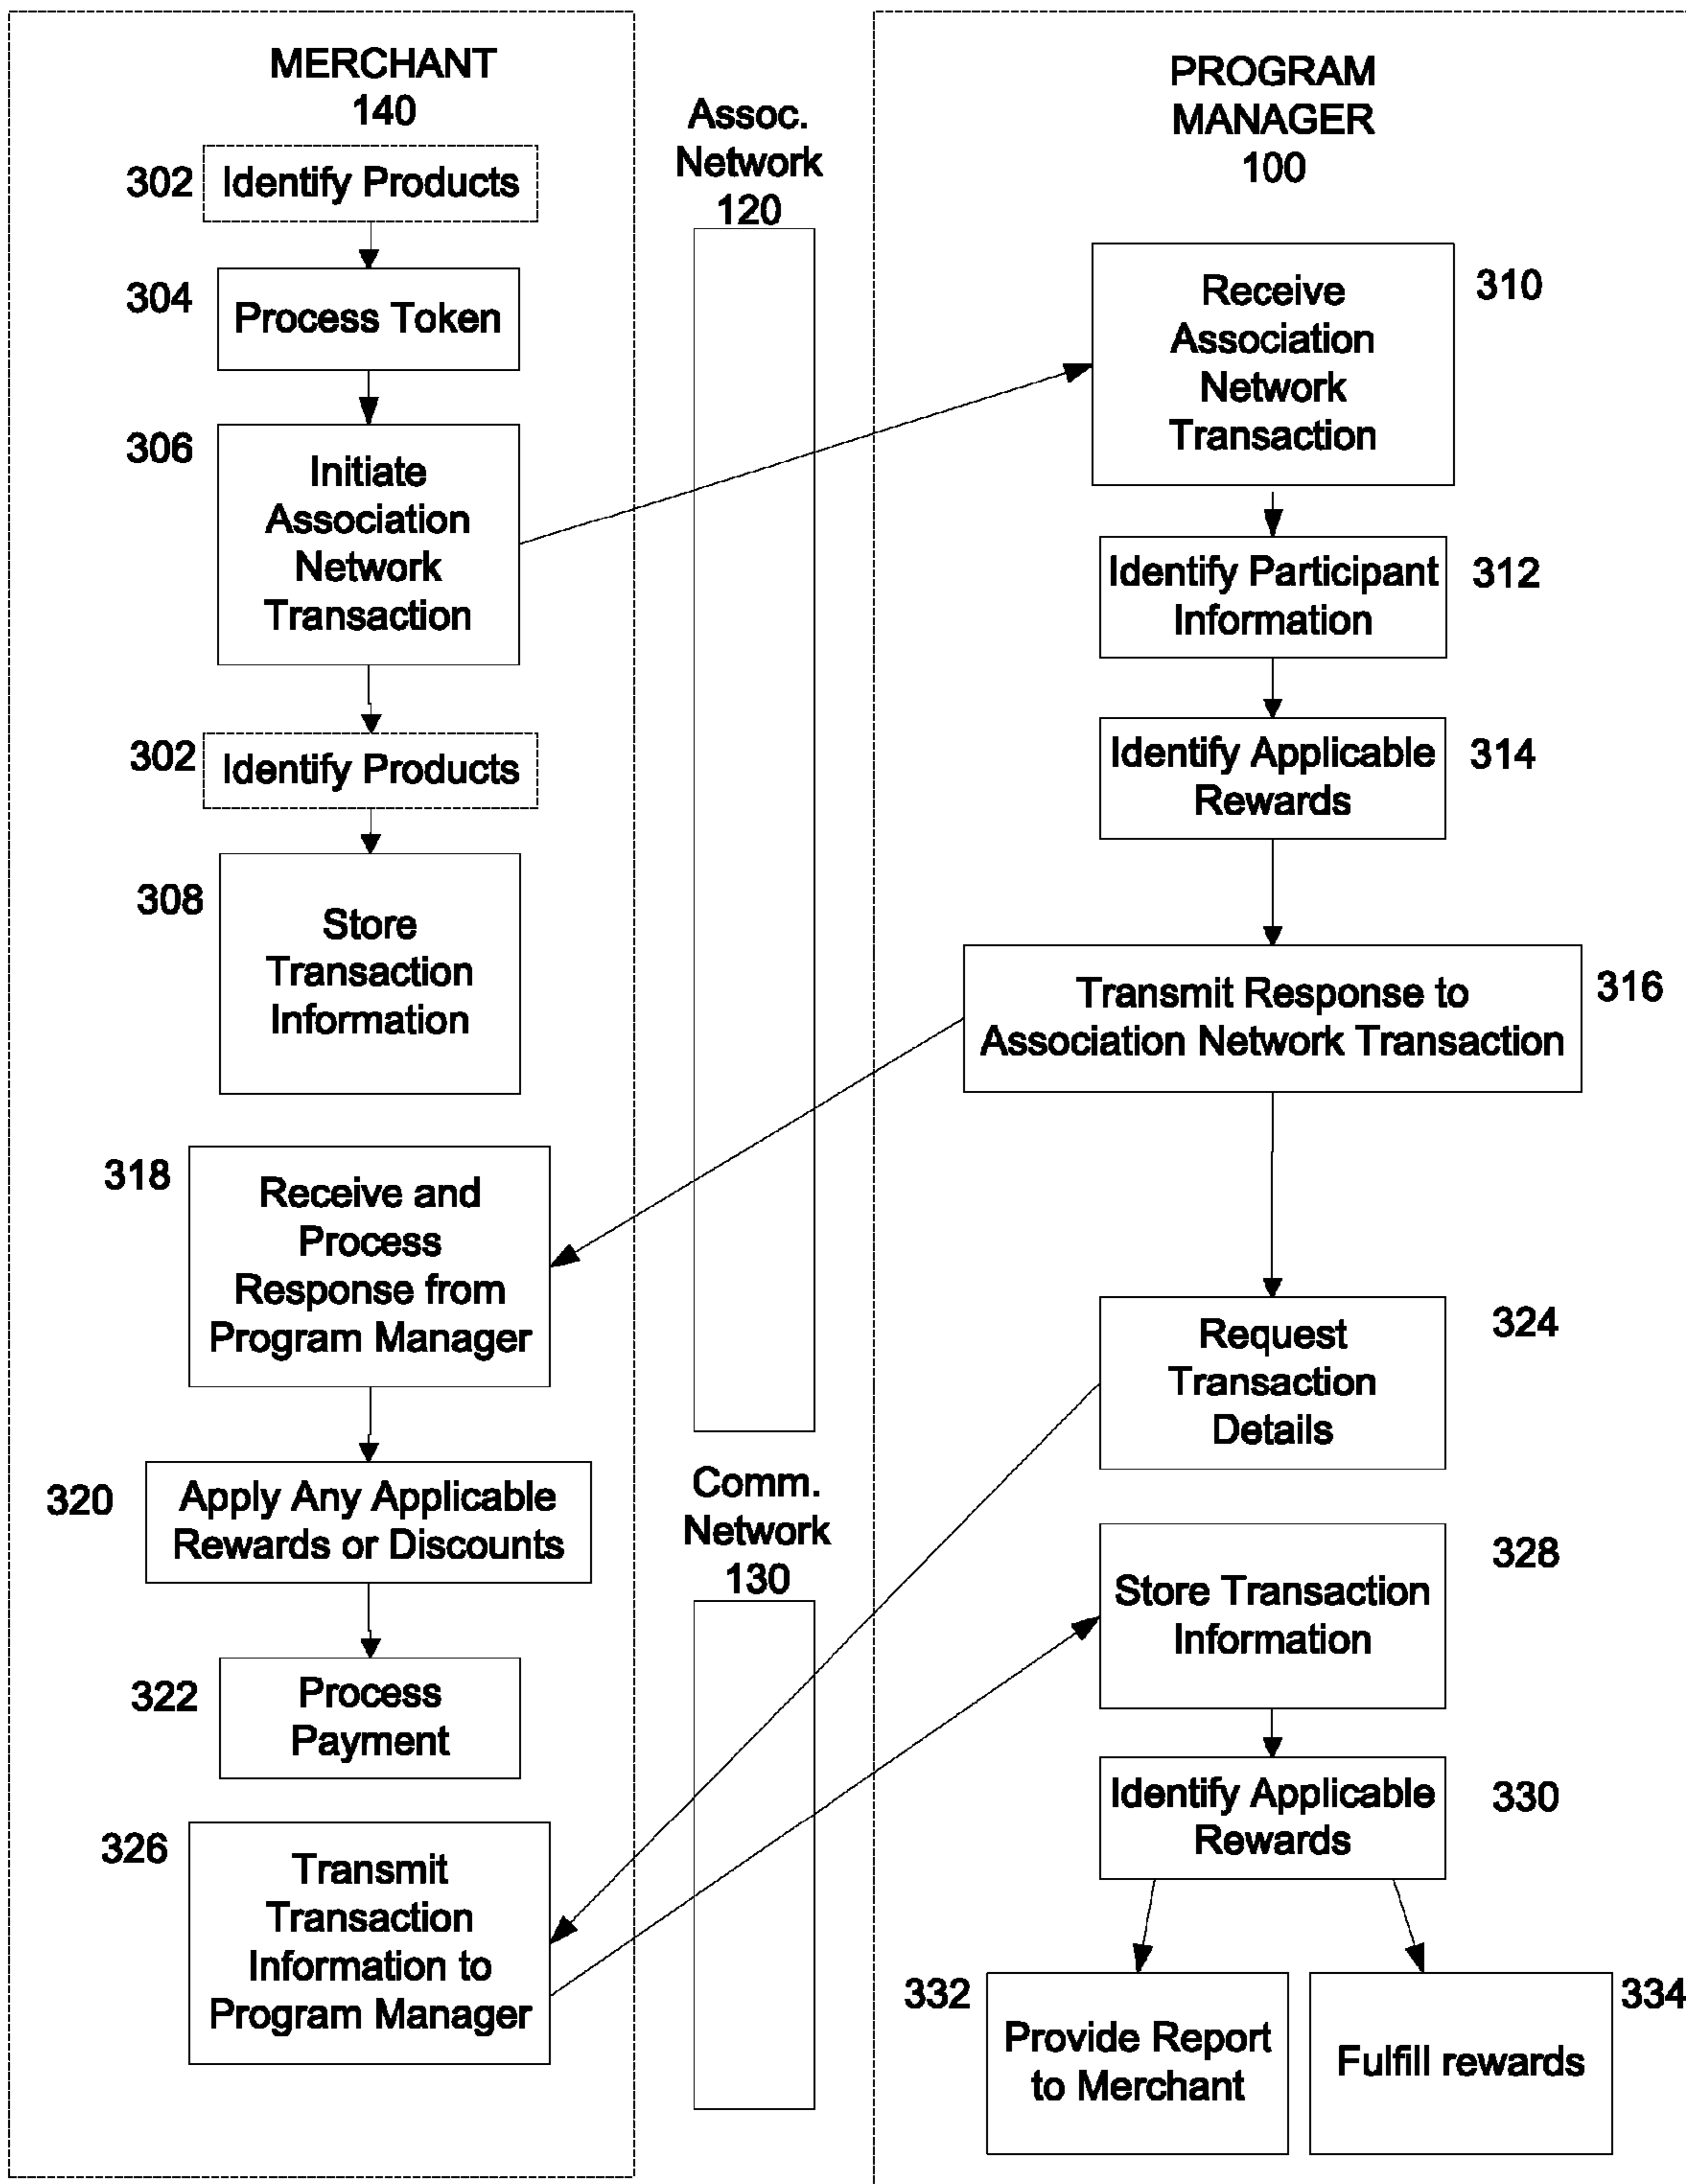 MERCHANT
140
302
Identify Products
304
Process Token
306
Initiate
Association
Network
Transaction
302
Identify Products
308
Store
Transaction
Information
318
Receive and
Process
Response from
Program Manager
320
Apply Any Applicable
Rewards or Discounts
322
Process
Payment
326
Transmit
Transaction
Information to
Program Manager
Assoc.
Network
120
Comm.
Network
130
PROGRAM
MANAGER
100
310
Receive
Association
Network
Transaction
312
Identify Participant
Information
314
Identify Applicable
Rewards
316
Transmit Response to
Association Network Transaction
324
Request
Transaction
Details
328
Store Transaction
Information
330
Identify Applicable
Rewards
332
Provide Report
to Merchant
334
Fulfill rewards